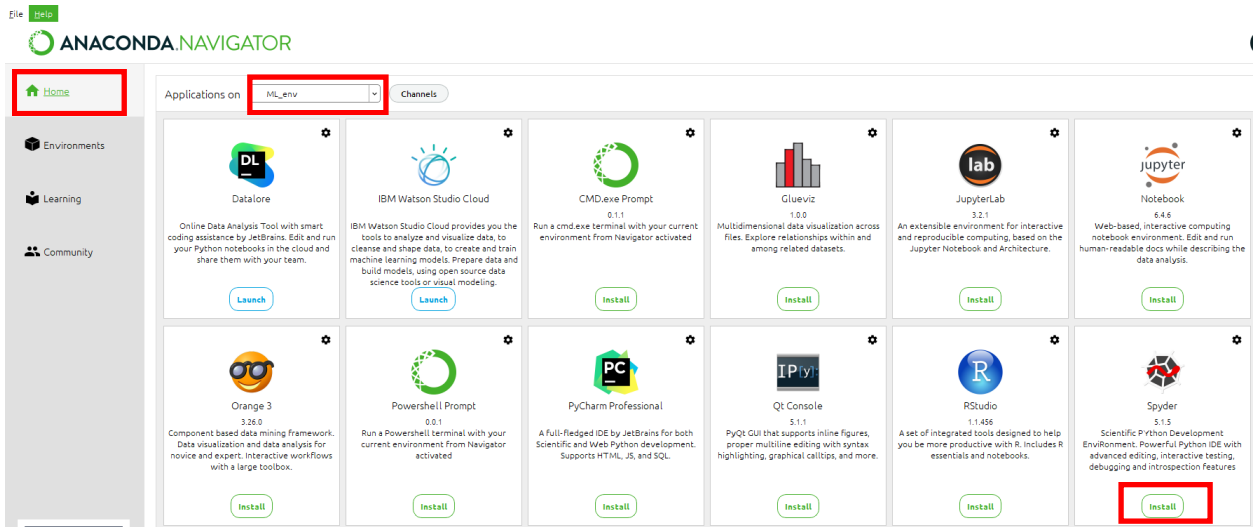 File Help
ANACONDA.NAVIGATOR
Home
Environments
Learning
Community
Applications on ML_env Channels
DL
Datalore
Online Data Analysis Tool with smart
coding assistance by JetBrains. Edit and run
your Python notebooks in the cloud and
share them with your team.
Launch
IBM Watson Studio Cloud
IBM Watson Studio Cloud provides you the
tools to analyze and visualize data, to
cleanse and shape data, to create and train
machine learning models. Prepare data and
build models, using open source data
science tools or visual modeling.
Launch
CMD.exe Prompt
0.1.1
Run a cmd.exe terminal with your current
environment from Navigator activated
Install
Glueviz
1.0.0
Multidimensional data visualization across
files. Explore relationships within and
among related datasets.
Install
lab
JupyterLab
3.2.1
An extensible environment for interactive
and reproducible computing, based on the
Jupyter Notebook and Architecture.
Install
jupyter
Notebook
6.4.6
Web-based, interactive computing
notebook environment. Edit and run
human-readable docs while describing the
data analysis.
Install
Orange 3
3.26.0
Component based data mining framework.
Data visualization and data analysis for
novice and expert. Interactive workflows
with a large toolbox.
Install
Powershell Prompt
0.0.1
Run a Powershell terminal with your
current environment from Navigator
activated
Install
PC
PyCharm Professional
A full-fledged IDE by JetBrains for both
Scientific and Web Python development.
Supports HTML, JS, and SQL.
Install
IP[y]:
Qt Console
5.1.1
PyQt GUI that supports inline figures,
proper multiline editing with syntax
highlighting, graphical calltips, and more.
Install
R
RStudio
1.1.456
A set of integrated tools designed to help
you be more productive with R. Includes R
essentials and notebooks.
Install
Spyder
5.1.5
Scientific PYthon Development
EnviRonment. Powerful Python IDE with
advanced editing, interactive testing,
debugging and introspection features
Install